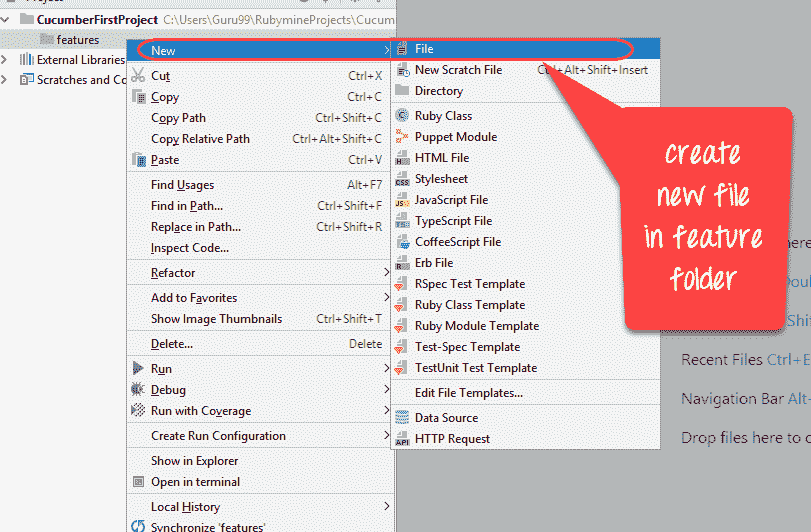 Project
CucumberFirstProject C:\Users\Guru99\RubymineProjects\Cucum
features
External Libraries
Scratches and Co
New
Cut Ctrl+X
Copy Ctrl+C
Copy Path Ctrl+Shift+C
Copy Relative Path Ctrl+Alt+Shift+C
Paste Ctrl+V
Find Usages Alt+F7
Find in Path... Ctrl+Shift+F
Replace in Path... Ctrl+Shift+R
Inspect Code...
Refactor
Add to Favorites
Show Image Thumbnails Ctrl+Shift+T
Delete... Delete
Run
Debug
Run with Coverage
Create Run Configuration
Show in Explorer
Open in terminal
Local History
Synchronize 'features'
File
New Scratch File Ctrl+Alt+Shift+Insert
Directory
Ruby Class
Puppet Module
HTML File
Stylesheet
JavaScript File
TypeScript File
CoffeeScript File
Erb File
RSpec Test Template
Ruby Class Template
Ruby Module Template
Test-Spec Template
TestUnit Test Template
Edit File Templates...
Data Source
HTTP Request
create
new file
in feature
folder
here
Dou
Shi
Recent Files Ctrl+E
Navigation Bar Alt+
Drop files here to o